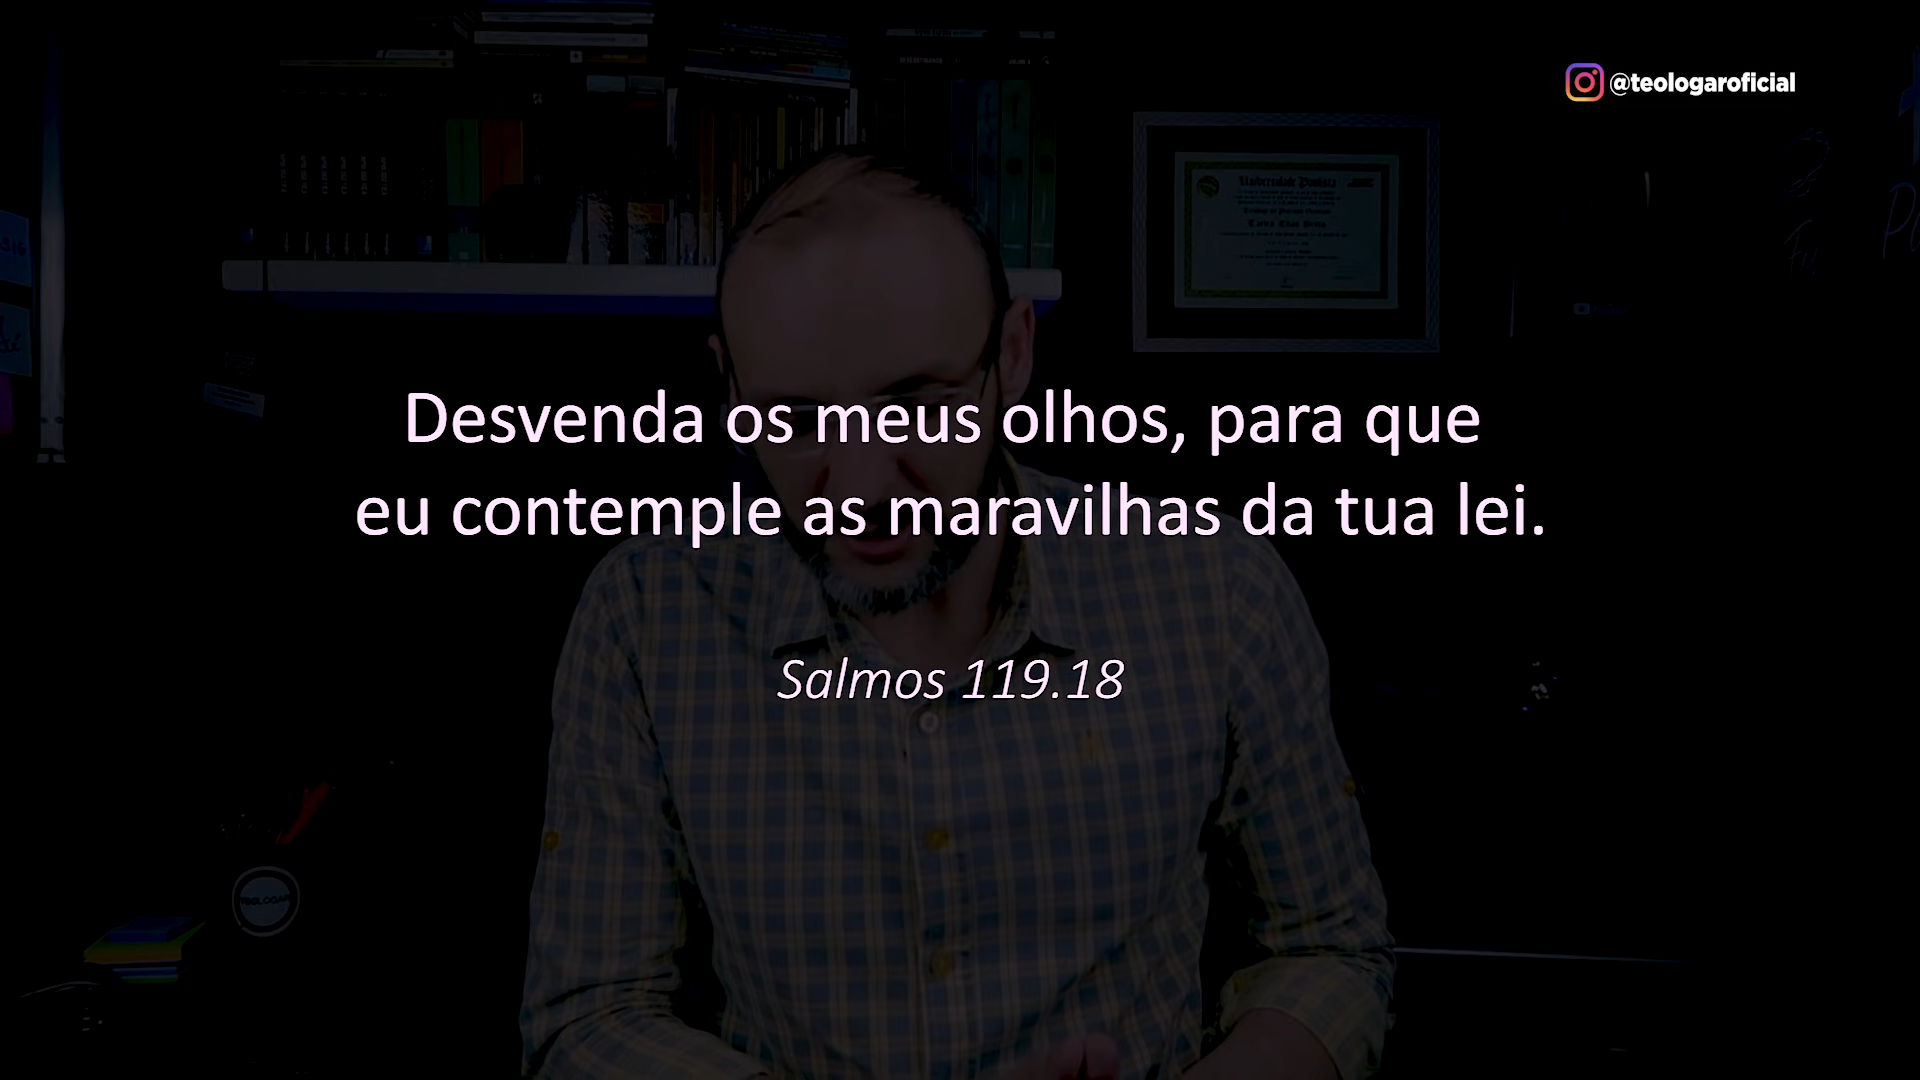 @teologaroficial
Desvenda os meus olhos, para que
eu contemple as maravilhas da tua lei.
Salmos 119.18